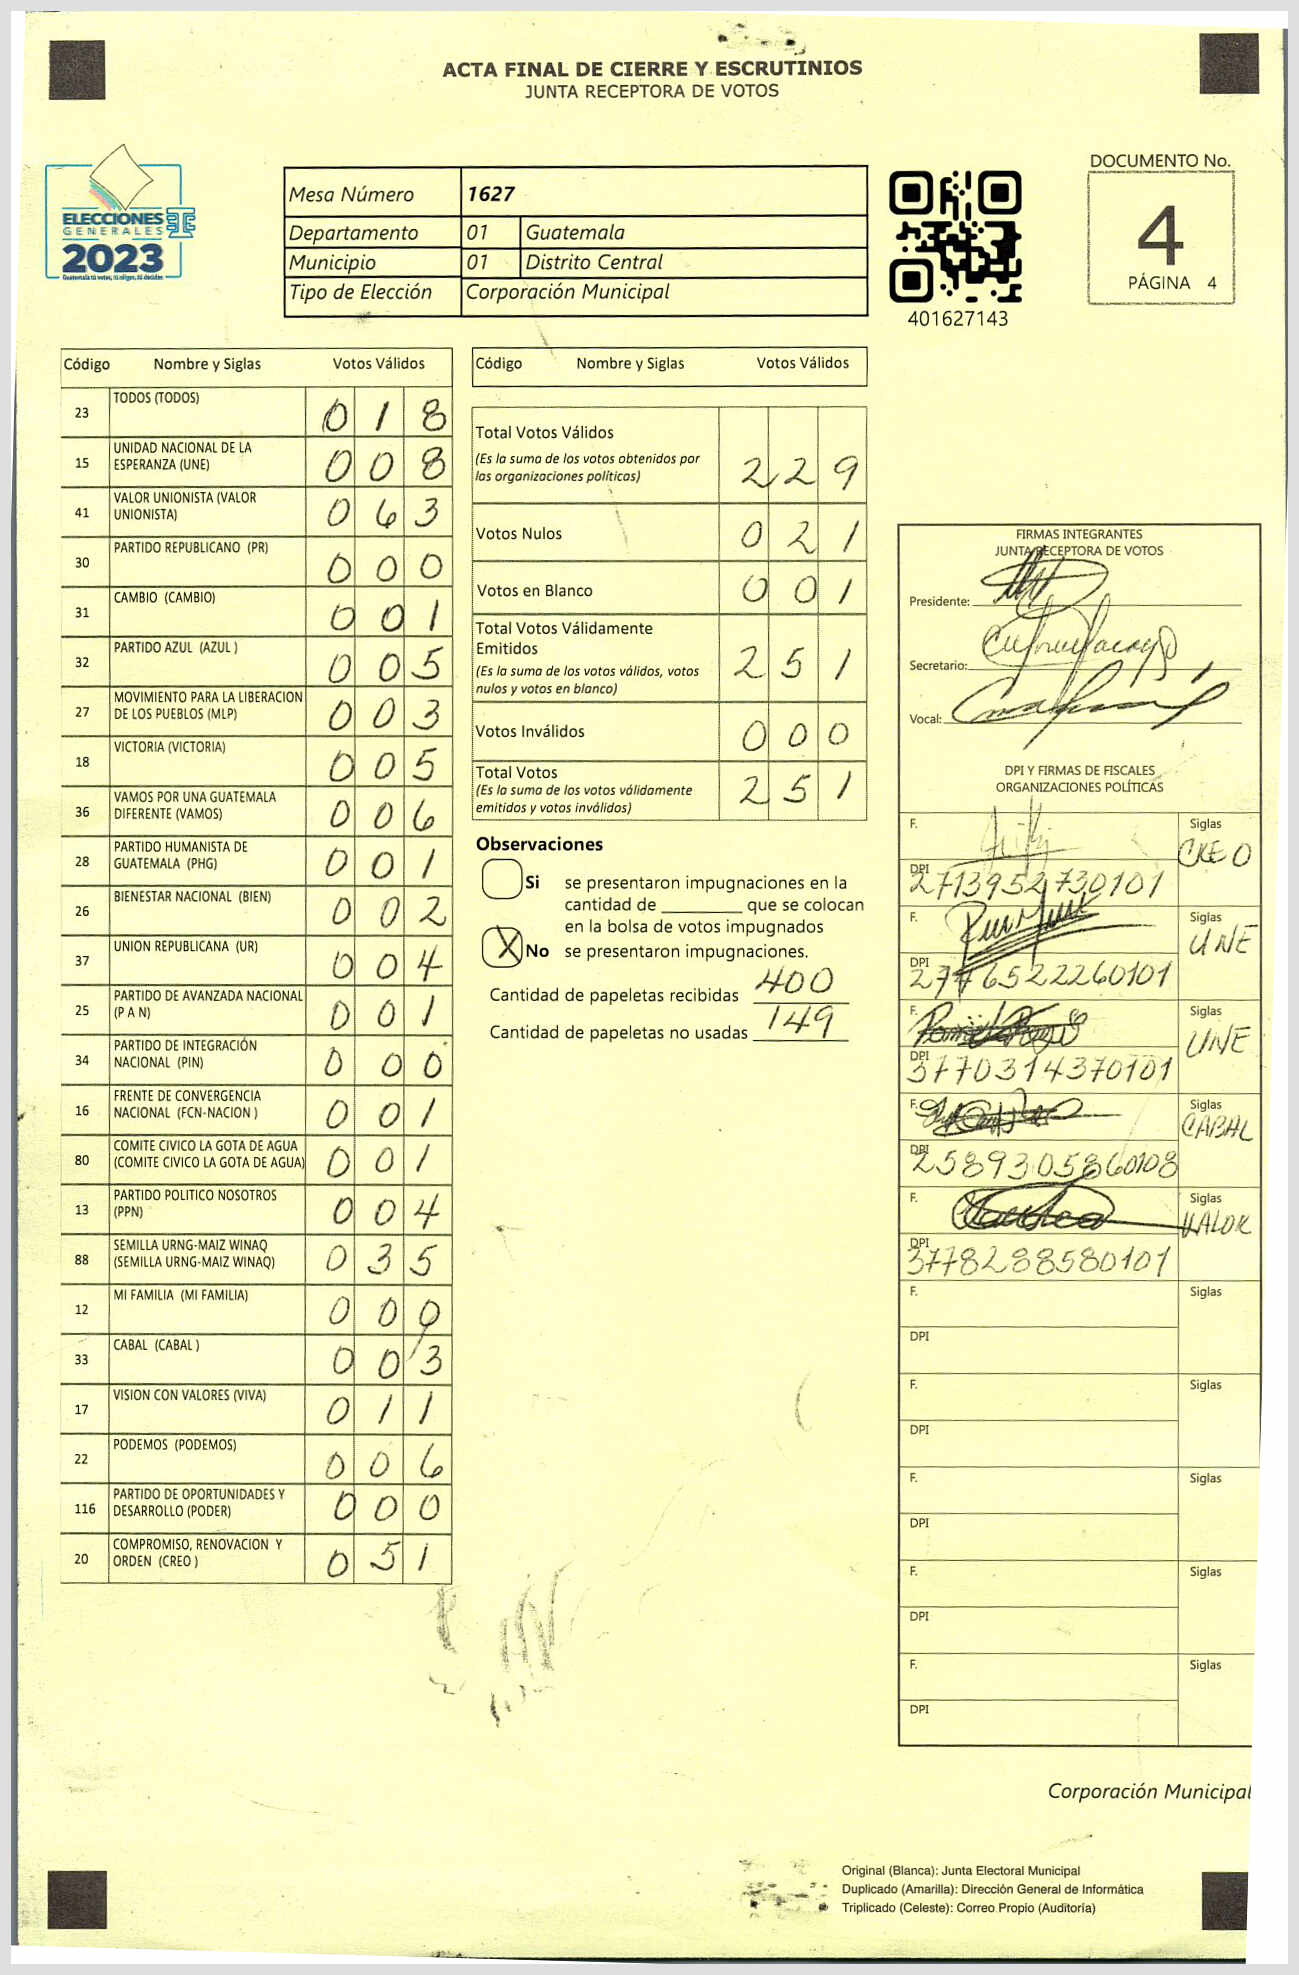 ACTA FINAL DE CIERRE Y ESCRUTINIOS
JUNTA RECEPTORA DE VOTOS
ELECCIONES
GENERALES
2023
Guatemala tú votas, tú eliges, tú decides
Mesa Número 1627
Departamento 01 Guatemala
Municipio 01 Distrito Central
Tipo de Elección Corporación Municipal
401627143
DOCUMENTO No.
4
PÁGINA 4
Código Nombre y Siglas Votos Válidos
23 TODOS (TODOS) 0 1 8
15 UNIDAD NACIONAL DE LA
ESPERANZA (UNE) 0 0 8
41 VALOR UNIONISTA (VALOR
UNIONISTA) 0 6 3
30 PARTIDO REPUBLICANO (PR) 0 0 0
31 CAMBIO (CAMBIO) 0 0 1
32 PARTIDO AZUL (AZUL ) 0 0 5
27 MOVIMIENTO PARA LA LIBERACION
DE LOS PUEBLOS (MLP) 0 0 3
18 VICTORIA (VICTORIA) 0 0 5
36 VAMOS POR UNA GUATEMALA
DIFERENTE (VAMOS) 0 0 6
28 PARTIDO HUMANISTA DE
GUATEMALA (PHG) 0 0 1
26 BIENESTAR NACIONAL (BIEN) 0 0 2
37 UNION REPUBLICANA (UR) 0 0 4
25 PARTIDO DE AVANZADA NACIONAL
(P A N) 0 0 1
34 PARTIDO DE INTEGRACIÓN
NACIONAL (PIN) 0 0 0
16 FRENTE DE CONVERGENCIA
NACIONAL (FCN-NACION ) 0 0 1
80 COMITE CIVICO LA GOTA DE AGUA
(COMITE CIVICO LA GOTA DE AGUA) 0 0 1
13 PARTIDO POLITICO NOSOTROS
(PPN) 0 0 4
88 SEMILLA URNG-MAIZ WINAQ
(SEMILLA URNG-MAIZ WINAQ) 0 3 5
12 MI FAMILIA (MI FAMILIA) 0 0 0
33 CABAL (CABAL ) 0 0 3
17 VISION CON VALORES (VIVA) 0 1 1
22 PODEMOS (PODEMOS) 0 0 6
116 PARTIDO DE OPORTUNIDADES Y
DESARROLLO (PODER) 0 0 0
20 COMPROMISO, RENOVACION Y
ORDEN (CREO ) 0 5 1
Código Nombre y Siglas Votos Válidos
Total Votos Válidos
(Es la suma de los votos obtenidos por
las organizaciones políticas) 2 2 9
Votos Nulos 0 2 1
Votos en Blanco 0 0 1
Total Votos Válidamente
Emitidos
(Es la suma de los votos válidos, votos
nulos y votos en blanco) 2 5 1
Votos Inválidos 0 0 0
Total Votos
(Es la suma de los votos válidamente
emitidos y votos inválidos) 2 5 1
Observaciones
Si se presentaron impugnaciones en la
cantidad de ________ que se colocan
en la bolsa de votos impugnados
X No se presentaron impugnaciones.
Cantidad de papeletas recibidas 400
Cantidad de papeletas no usadas 149
FIRMAS INTEGRANTES
JUNTA RECEPTORA DE VOTOS
Presidente:
Secretario:
Vocal:
DPI Y FIRMAS DE FISCALES
ORGANIZACIONES POLÍTICAS
F. Siglas
CREO
DPI
2713952730101
F. Siglas
UNE
DPI
2746522260101
F. Siglas
UNE
DPI
3770314370101
F. Siglas
CABAL
DPI
2589305860108
F. Siglas
VALOR
DPI
3778288580101
F. Siglas
DPI
F. Siglas
DPI
F. Siglas
DPI
F. Siglas
DPI
F. Siglas
DPI
Corporación Municipal
Original (Blanca): Junta Electoral Municipal
Duplicado (Amarilla): Dirección General de Informática
Triplicado (Celeste): Correo Propio (Auditoría)